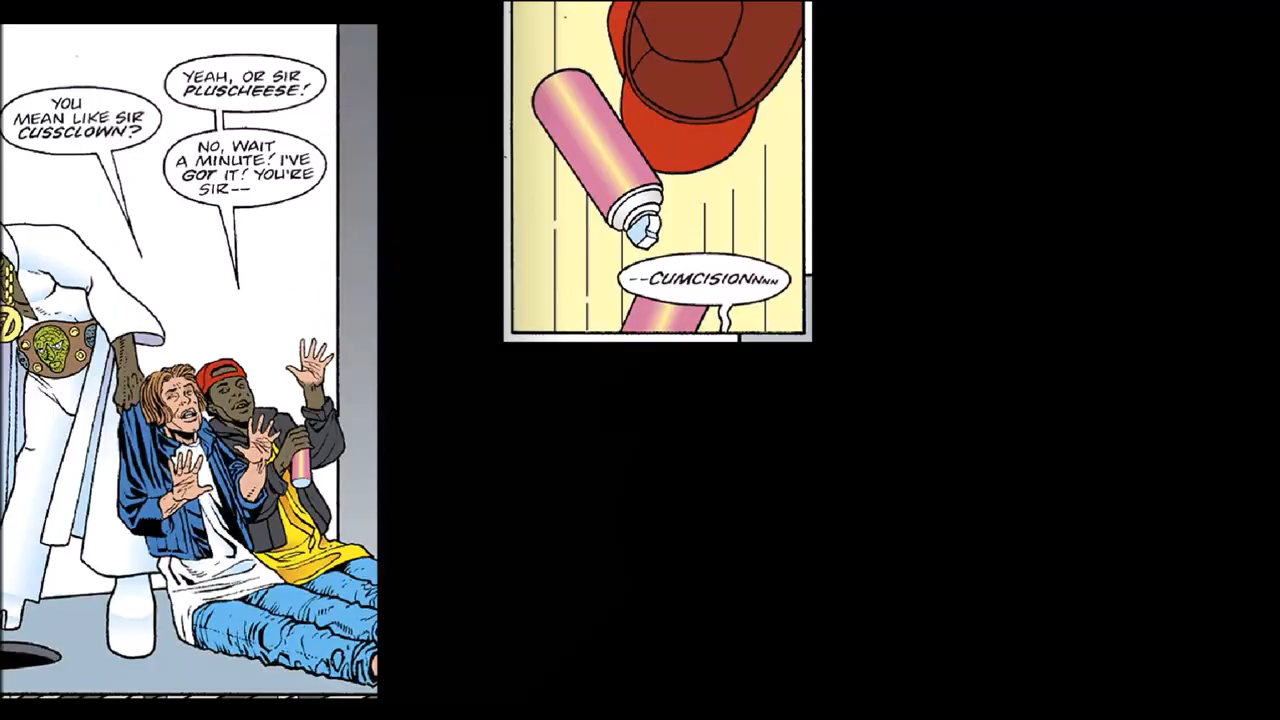 YOU
MEAN LIKE SIR
CUSSCLOWN?
YEAH, OR SIR
PLUSCHEESE!
NO, WAIT
A MINUTE! I'VE
GOT IT! YOU'RE
SIR--
--CUMCISIONNNN